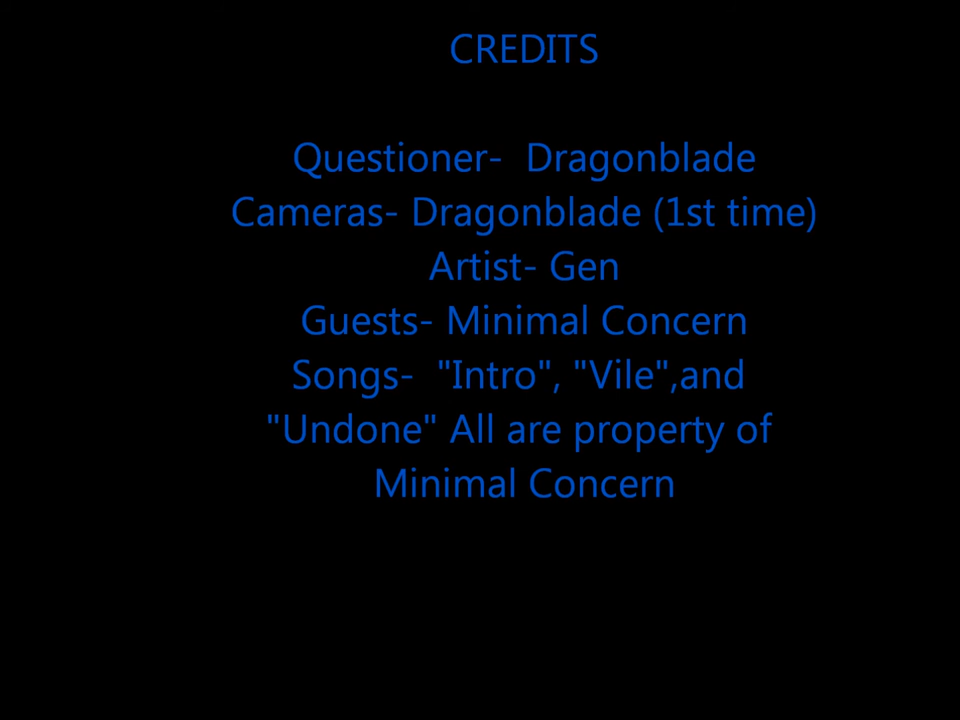 CREDITS
Questioner-  Dragonblade
Cameras- Dragonblade (1st time)
Artist- Gen
Guests- Minimal Concern
Songs-  "Intro", "Vile",and
"Undone" All are property of
Minimal Concern